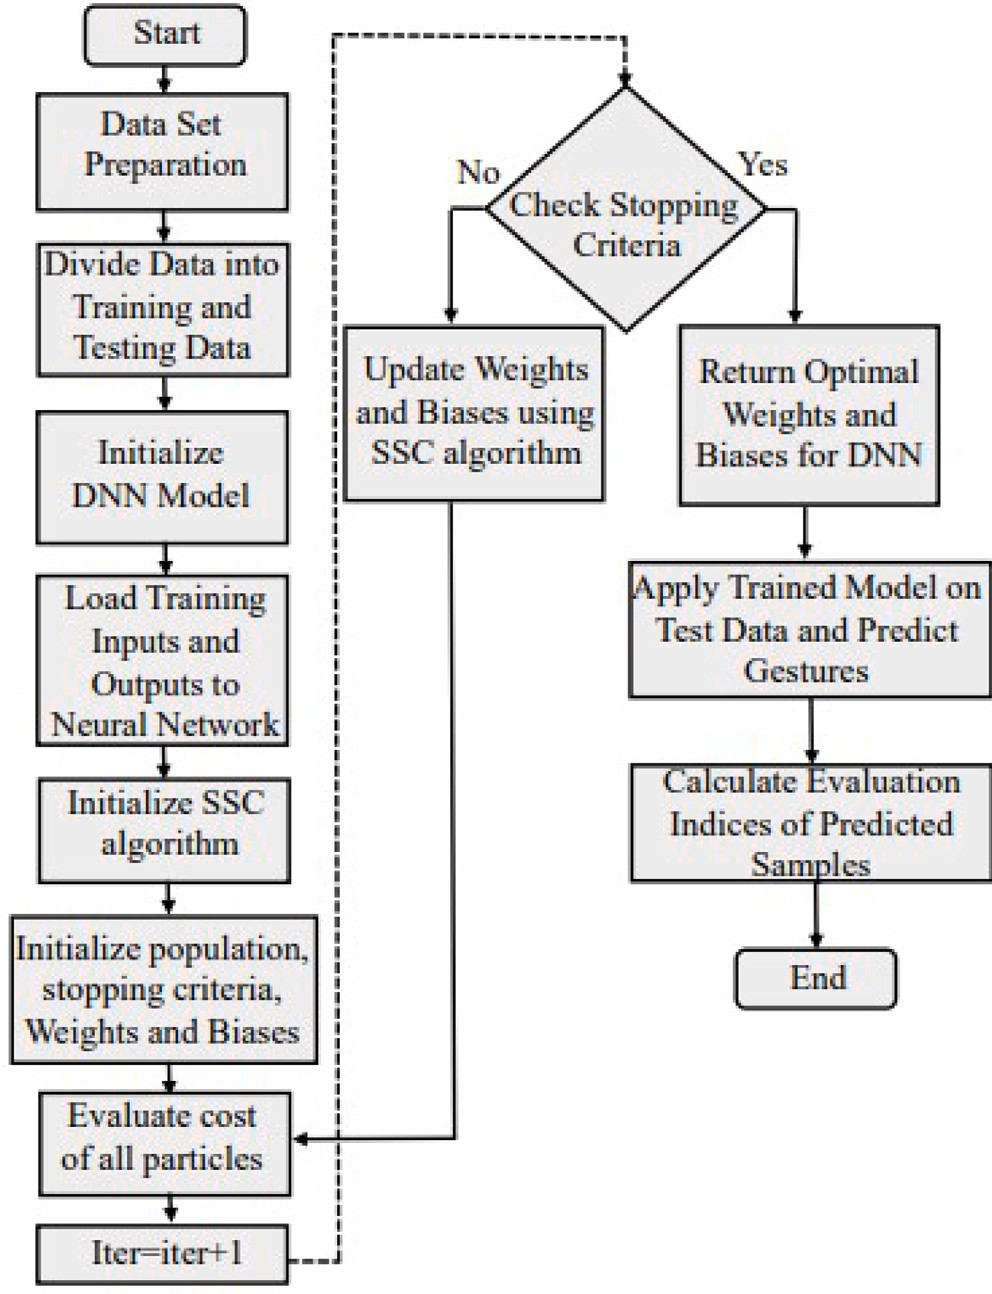 Start
Data Set
Preparation
Divide Data into
Training and
Testing Data
Initialize
DNN Model
Load Training
Inputs and
Outputs to
Neural Network
Initialize SSC
algorithm
Initialize population,
stopping criteria,
Weights and Biases
Evaluate cost
of all particles
Iter=iter+1
Check Stopping
Criteria
No
Yes
Update Weights
and Biases using
SSC algorithm
Return Optimal
Weights and
Biases for DNN
Apply Trained Model on
Test Data and Predict
Gestures
Calculate Evaluation
Indices of Predicted
Samples
End